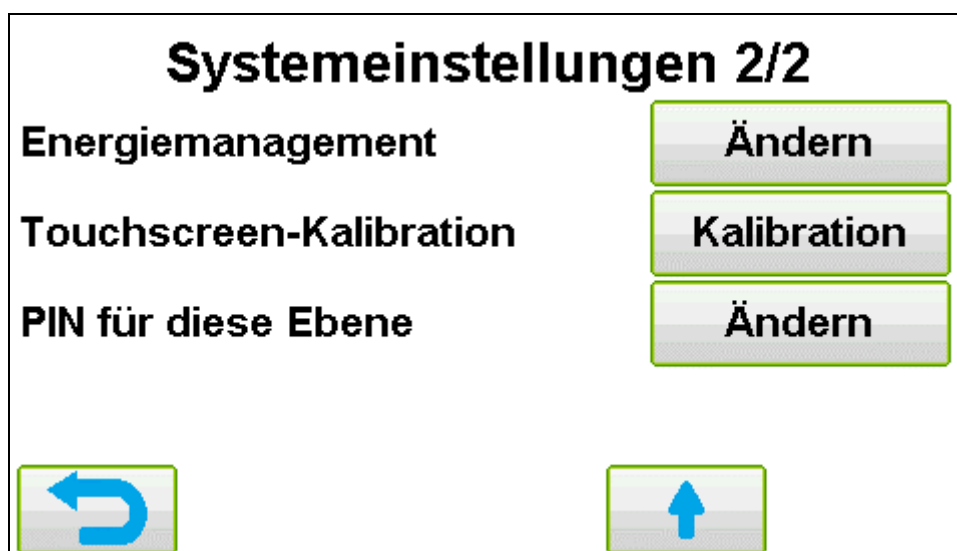 Systemeinstellungen 2/2
Energiemanagement Ändern
Touchscreen-Kalibration Kalibration
PIN für diese Ebene Ändern